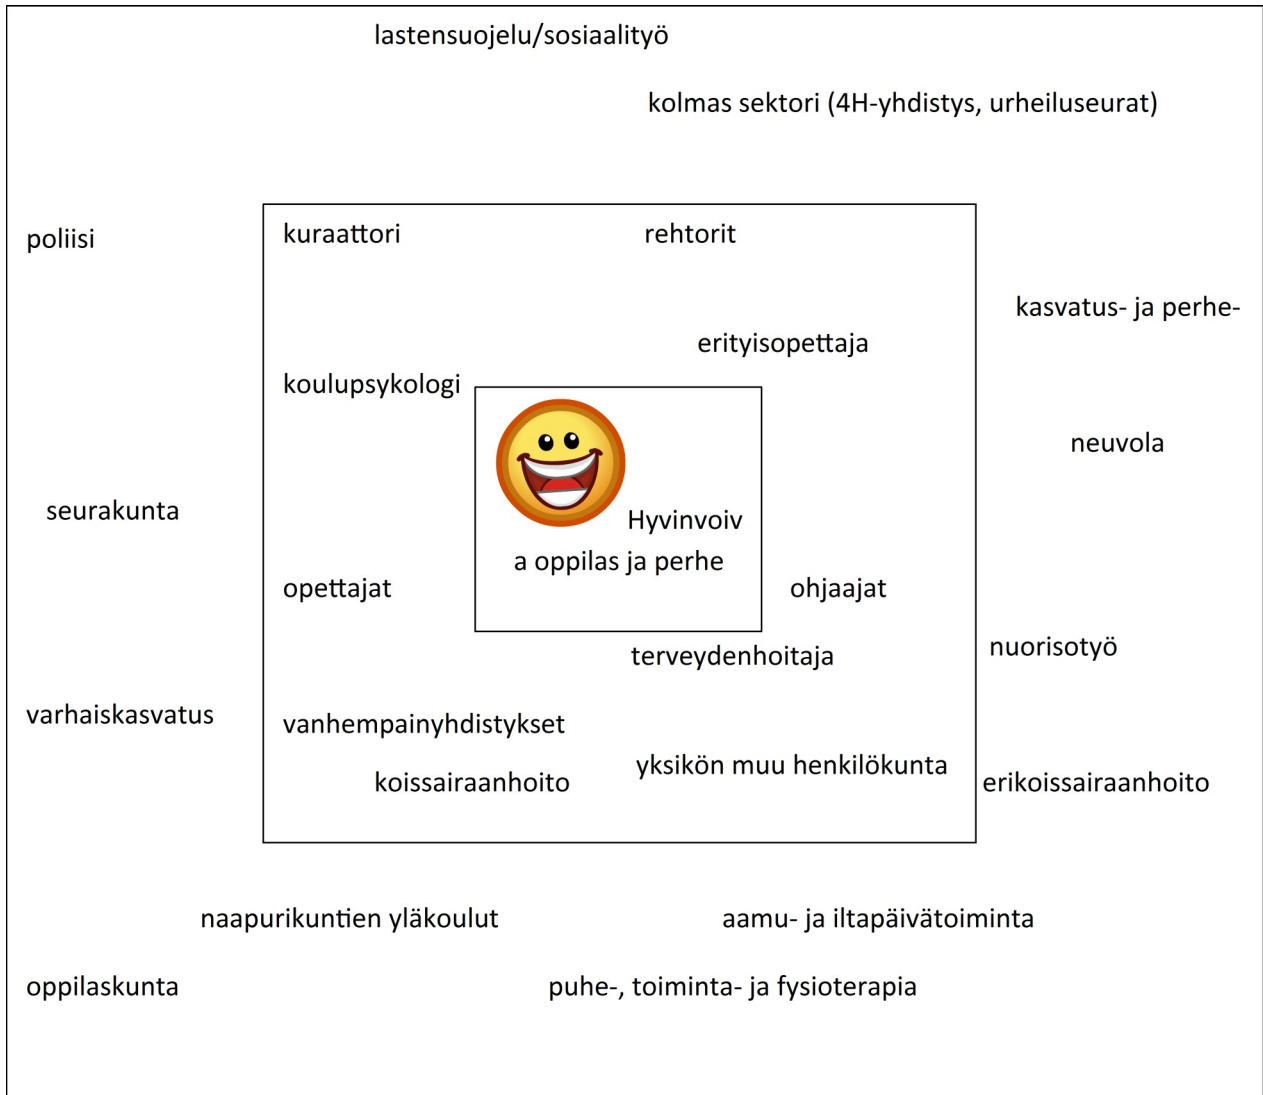 lastensuojelu/sosiaalityö
kolmas sektori (4H-yhdistys, urheiluseurat)
poliisi
kuraattori
rehtorit
kasvatus- ja perhe-
erityisopettaja
koulupsykologi
neuvola
seurakunta
Hyvinvoiv
a oppilas ja perhe
opettajat
ohjaajat
terveydenhoitaja
nuorisotyö
varhaiskasvatus
vanhempainyhdistykset
yksikön muu henkilökunta
koissairaanhoito
erikoissairaanhoito
naapurikuntien yläkoulut
aamu- ja iltapäivätoiminta
oppilaskunta
puhe-, toiminta- ja fysioterapia